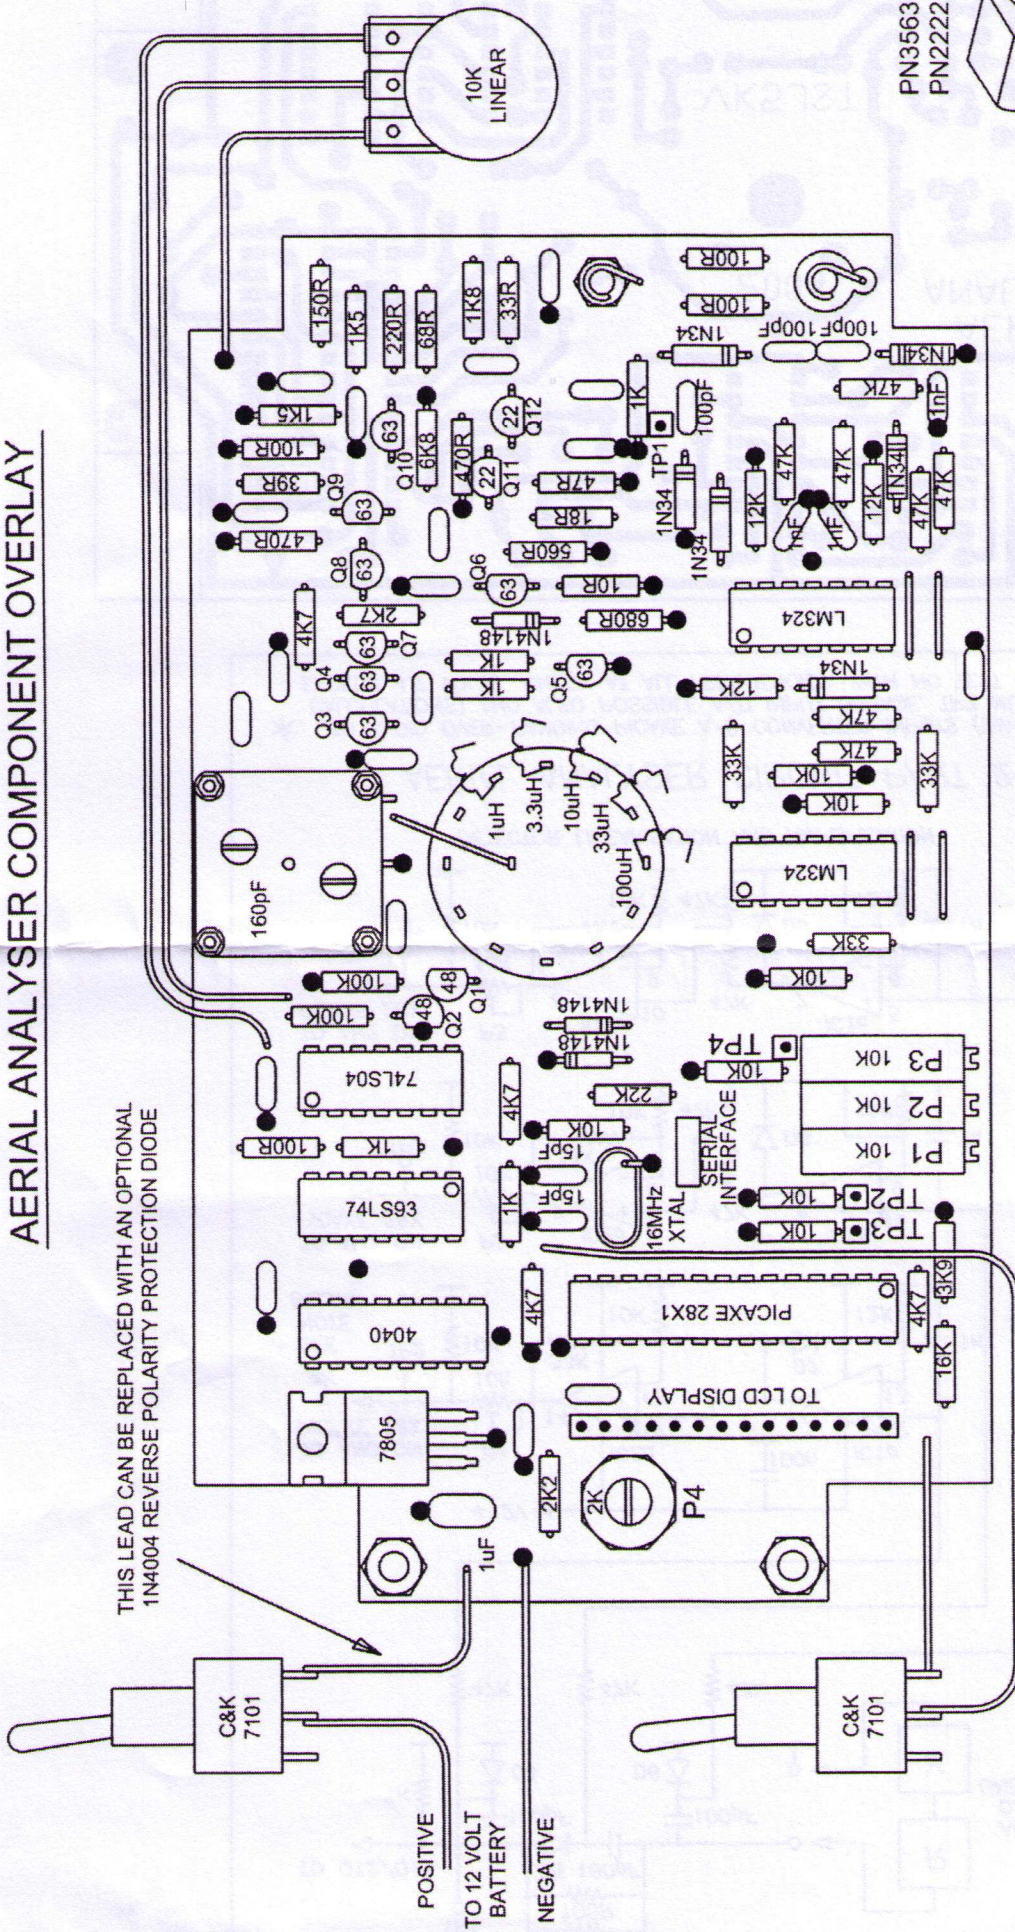 AERIAL ANALYSER COMPONENT OVERLAY
THIS LEAD CAN BE REPLACED WITH AN OPTIONAL
1N4004 REVERSE POLARITY PROTECTION DIODE
C&K
7101
POSITIVE
TO 12 VOLT
BATTERY
NEGATIVE
C&K
7101
1uF
2K2
2K
P4
7805
TO LCD DISPLAY
4040
4K7
PICAXE 28X1
4K7
16K
3K9
74LS93
1K
15pF
15pF
16MHz
XTAL
SERIAL
INTERFACE
10K
TP3
10K
TP2
100R
1K
4K7
10K
22K
10K
TP4
P1
10K
P2
10K
P3
10K
74LS04
100K
100K
48
Q2
48
Q1
1N4148
1N4148
10K
33K
160pF
1uH
3.3uH
10uH
33uH
100uH
LM324
10K
10K
33K
47K
47K
33K
1N34
12K
Q3
63
Q4
63
63
Q7
4K7
2K7
1K
1K
Q5
63
1N4148
680R
LM324
Q8
63
Q6
63
10R
560R
18R
47R
470R
39R
100R
1K5
Q9
63
Q10
63
6K8
470R
22
Q11
22
Q12
1N34
1N34
TP1
1K
100pF
12K
47K
1nF
1nF
47K
12K
1N34
47K
47K
1nF
47K
1N34
1N34
100pF
100pF
100R
100R
150R
1K5
220R
68R
1K8
33R
10K
LINEAR
PN3563
PN2222